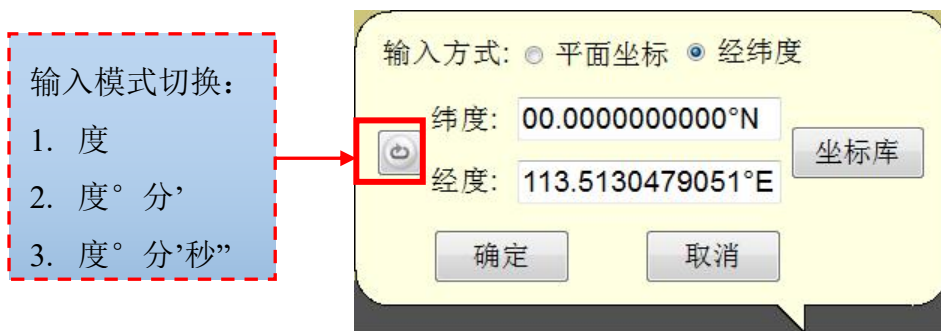 输入模式切换：
1. 度
2. 度°分’
3. 度°分’秒”
输入方式: 平面坐标 经纬度
纬度: 00.0000000000°N
经度: 113.5130479051°E
坐标库
确定 取消